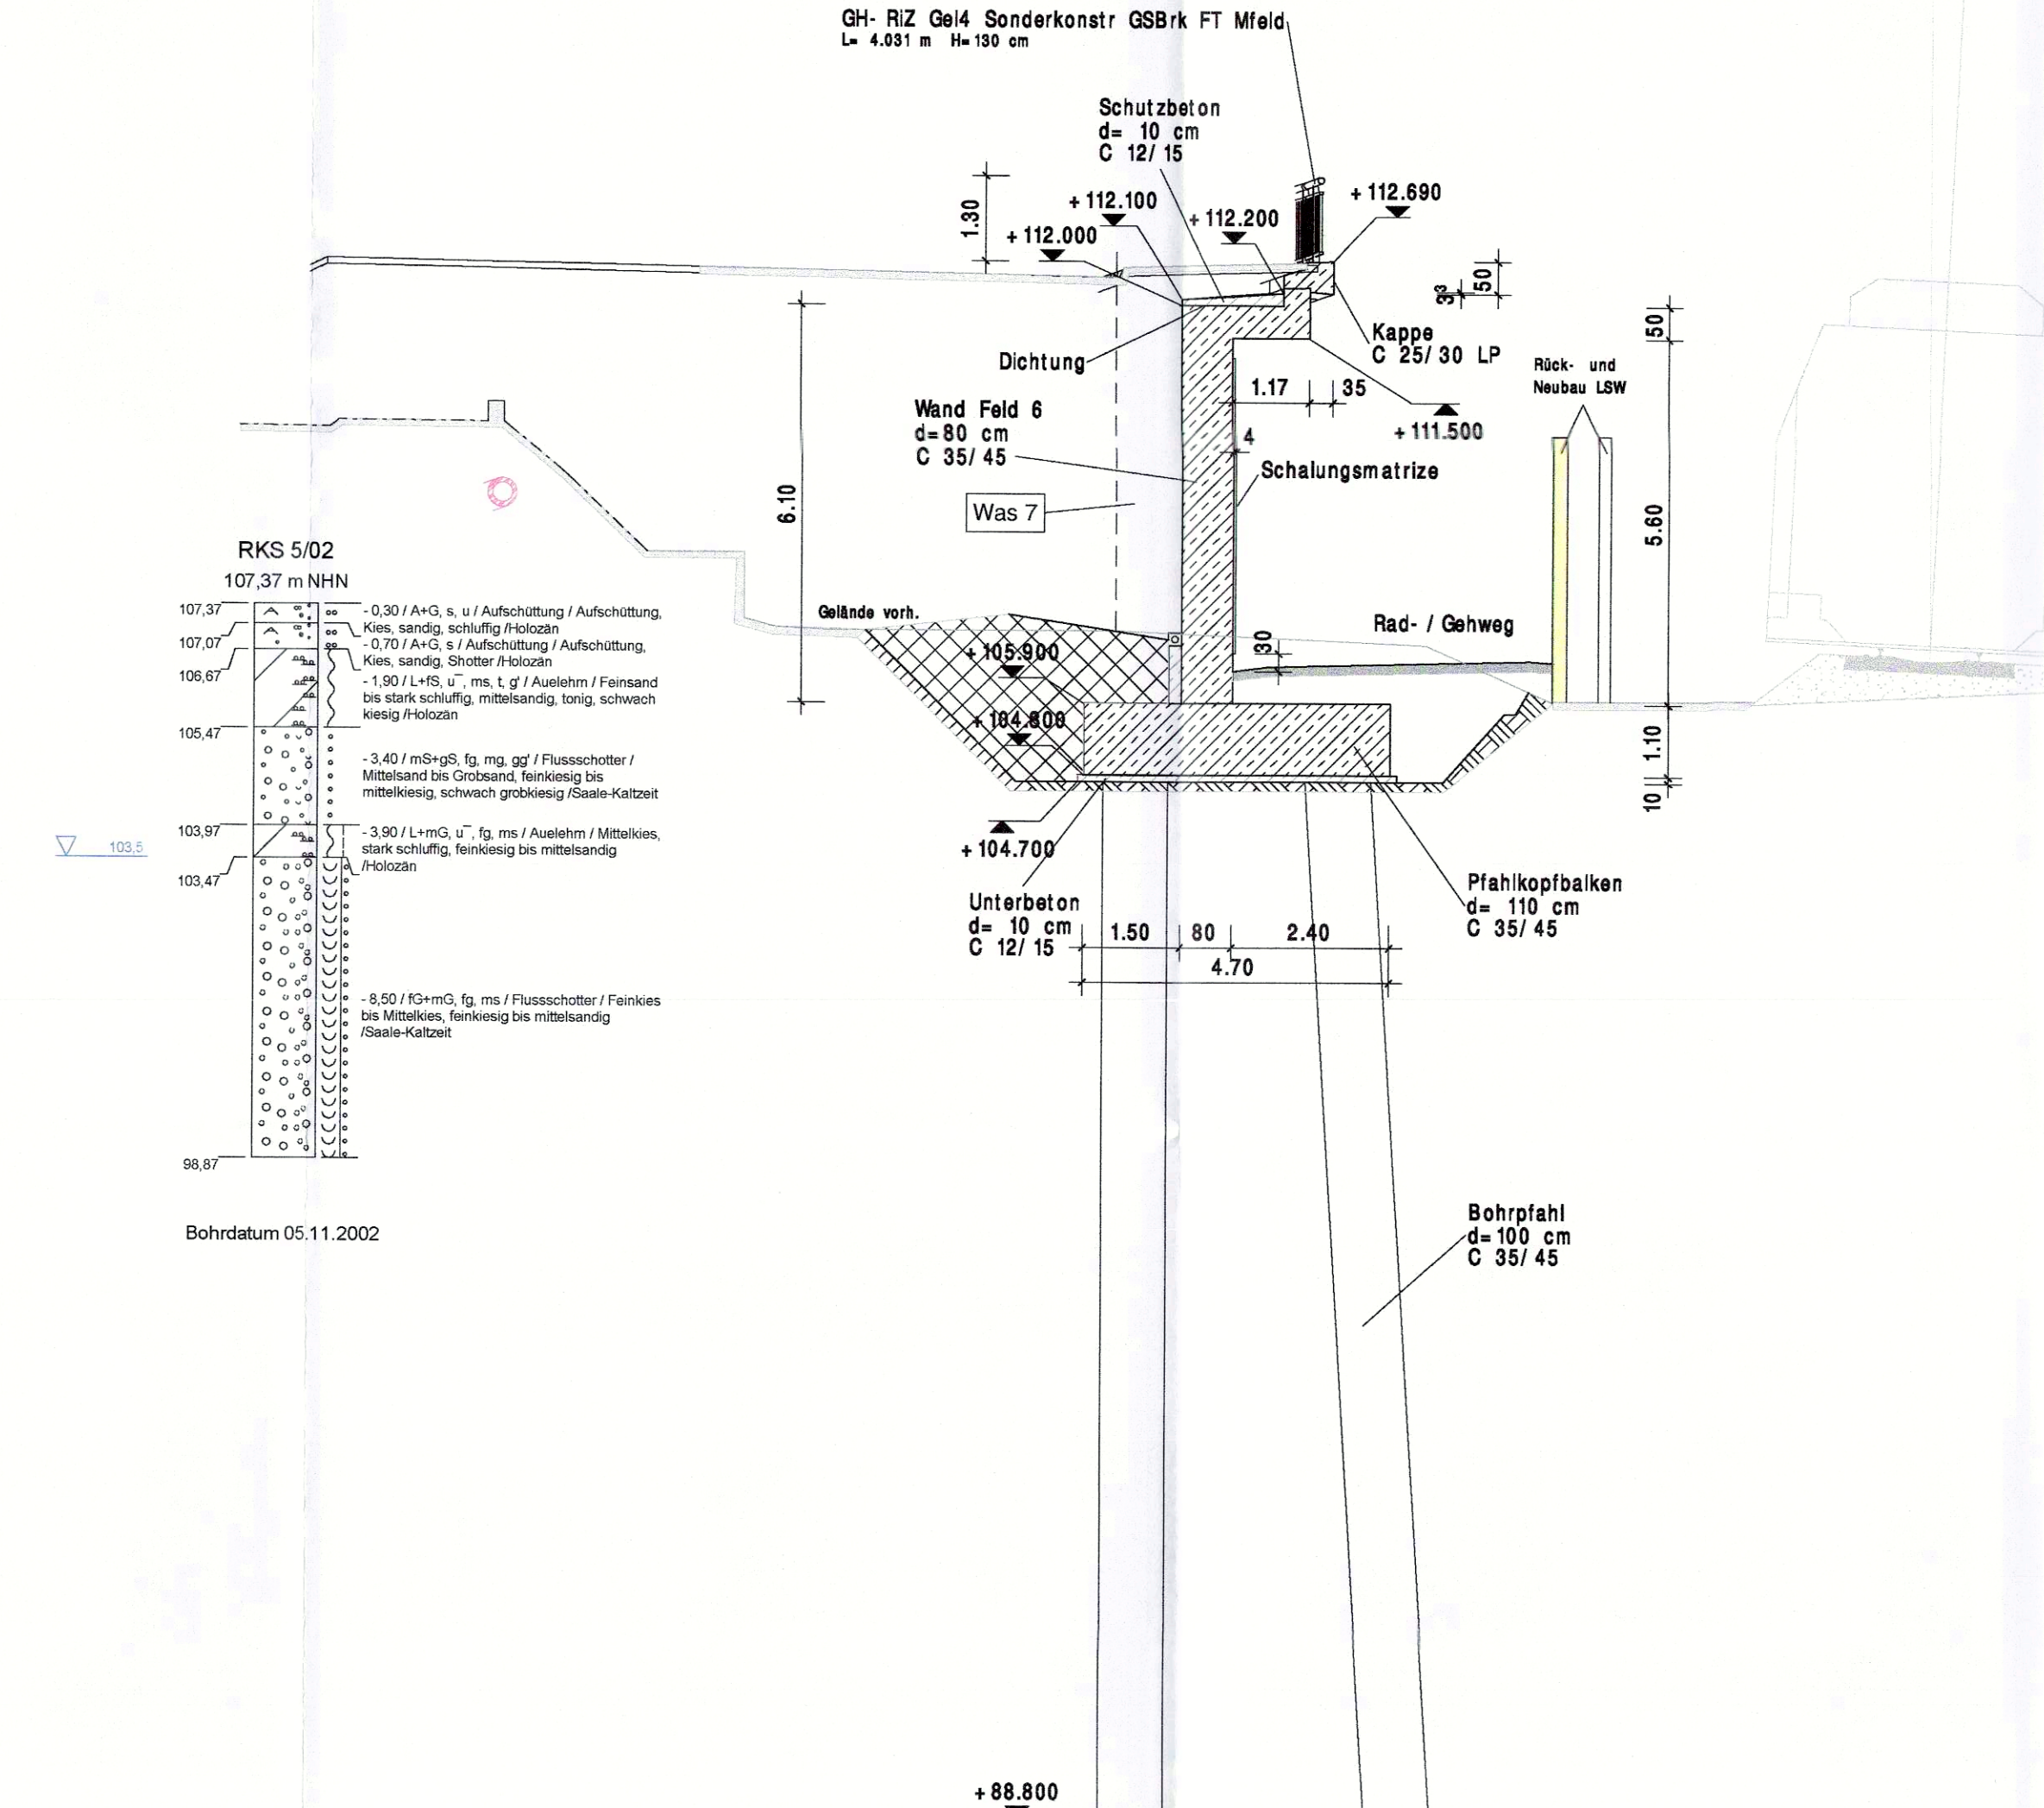 GH- RiZ Gel4 Sonderkonstr GSBrk FT Mfeld
L= 4.031 m H=130 cm
Schutzbeton
d= 10 cm
C 12/15
1.30
+112.100
+112.000
+112.200
+112.690
50
3³
Kappe
C 25/30 LP
50
Dichtung
1.17
35
+111.500
Rück- und
Neubau LSW
Wand Feld 6
d=80 cm
C 35/45
4
Schalungsmatrize
6.10
Was 7
5.60
RKS 5/02
107,37 m NHN
107,37
- 0,30 / A+G, s, u / Aufschüttung / Aufschüttung,
Kies, sandig, schluffig /Holozän
107,07
- 0,70 / A+G, s / Aufschüttung / Aufschüttung,
Kies, sandig, Shotter /Holozän
106,67
- 1,90 / L+fS, u¯, ms, t, g' / Auelehm / Feinsand
bis stark schluffig, mittelsandig, tonig, schwach
kiesig /Holozän
105,47
- 3,40 / mS+gS, fg, mg, gg' / Flussschotter /
Mittelsand bis Grobsand, feinkiesig bis
mittelkiesig, schwach grobkiesig /Saale-Kaltzeit
103,97
- 3,90 / L+mG, u¯, fg, ms / Auelehm / Mittelkies,
stark schluffig, feinkiesig bis mittelsandig
/Holozän
103,5
103,47
- 8,50 / fG+mG, fg, ms / Flussschotter / Feinkies
bis Mittelkies, feinkiesig bis mittelsandig
/Saale-Kaltzeit
98,87
Bohrdatum 05.11.2002
Gelände vorh.
Rad- / Gehweg
30
+105.900
+104.800
1.10
10
+104.700
Unterbeton
d= 10 cm
C 12/15
1.50
80
2.40
4.70
Pfahlkopfbalken
d= 110 cm
C 35/45
Bohrpfahl
d=100 cm
C 35/45
+88.800